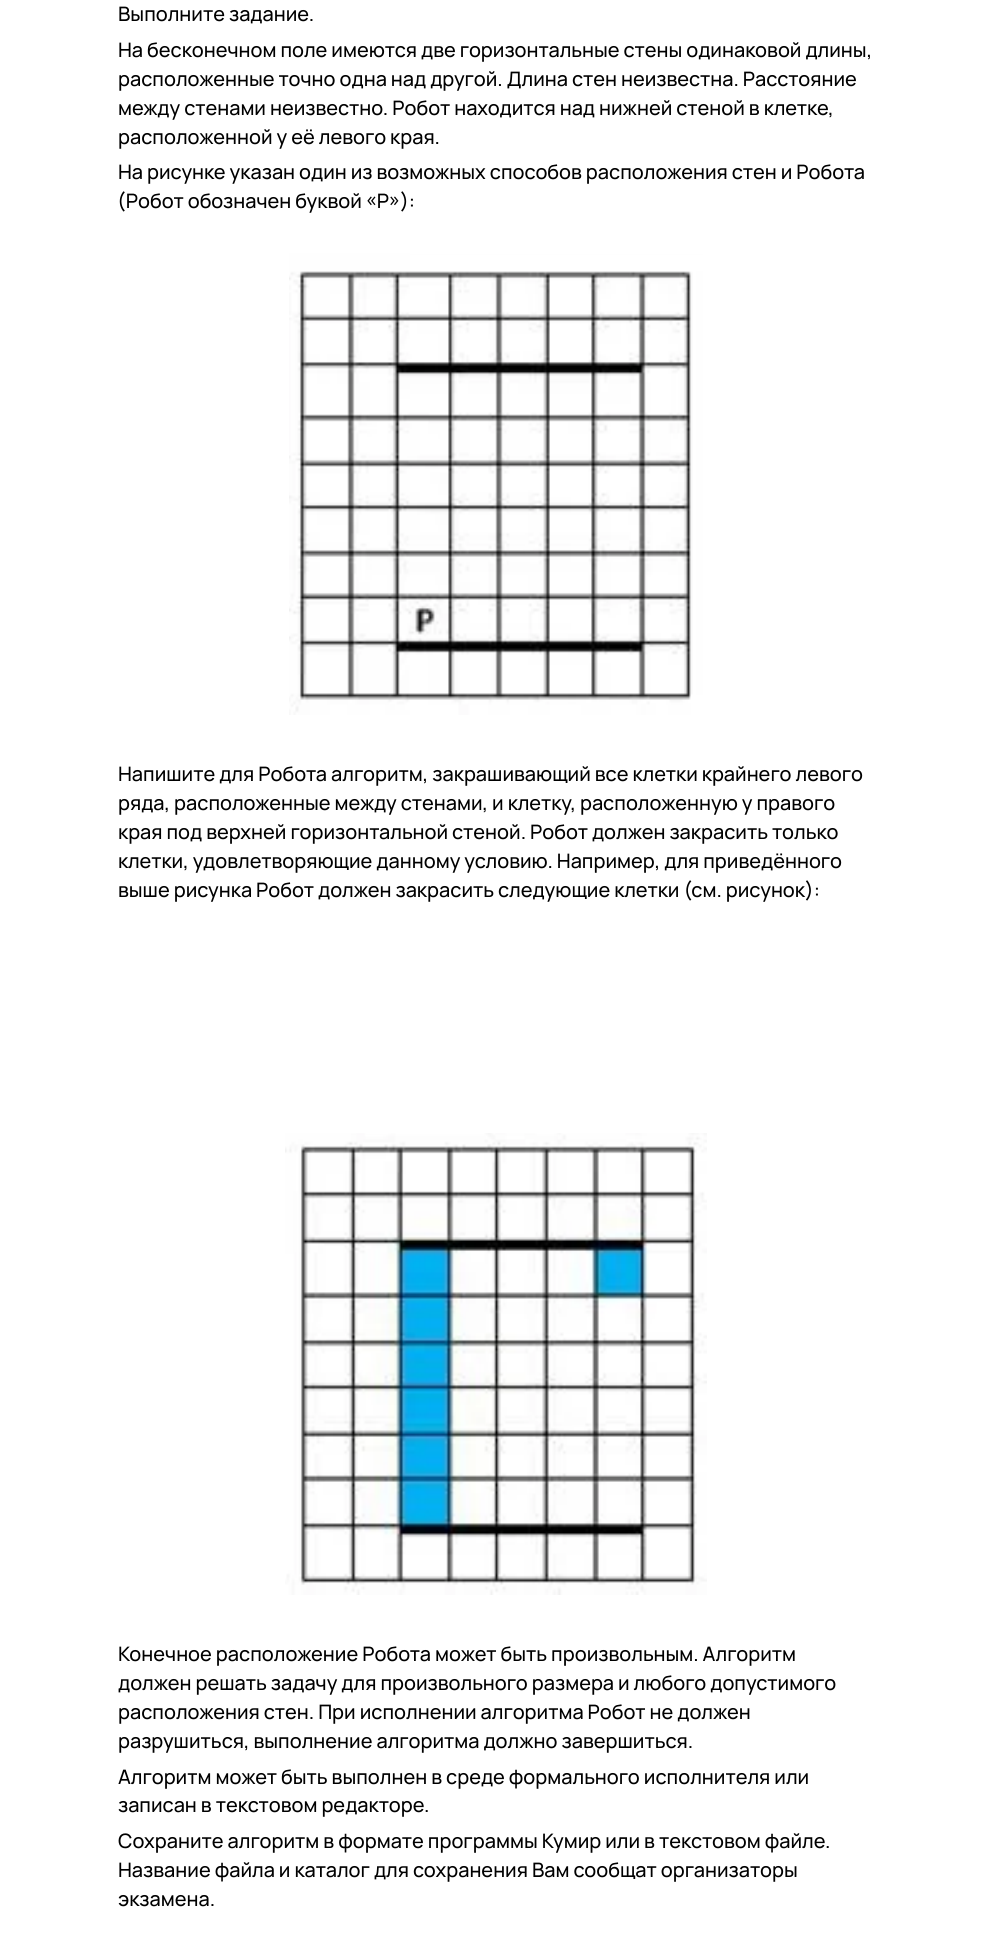 Выполните задание.
На бесконечном поле имеются две горизонтальные стены одинаковой длины,
расположенные точно одна над другой. Длина стен неизвестна. Расстояние
между стенами неизвестно. Робот находится над нижней стеной в клетке,
расположенной у её левого края.
На рисунке указан один из возможных способов расположения стен и Робота
(Робот обозначен буквой «Р»):
Р
Напишите для Робота алгоритм, закрашивающий все клетки крайнего левого
ряда, расположенные между стенами, и клетку, расположенную у правого
края под верхней горизонтальной стеной. Робот должен закрасить только
клетки, удовлетворяющие данному условию. Например, для приведённого
выше рисунка Робот должен закрасить следующие клетки (см. рисунок):
Конечное расположение Робота может быть произвольным. Алгоритм
должен решать задачу для произвольного размера и любого допустимого
расположения стен. При исполнении алгоритма Робот не должен
разрушиться, выполнение алгоритма должно завершиться.
Алгоритм может быть выполнен в среде формального исполнителя или
записан в текстовом редакторе.
Сохраните алгоритм в формате программы Кумир или в текстовом файле.
Название файла и каталог для сохранения Вам сообщат организаторы
экзамена.